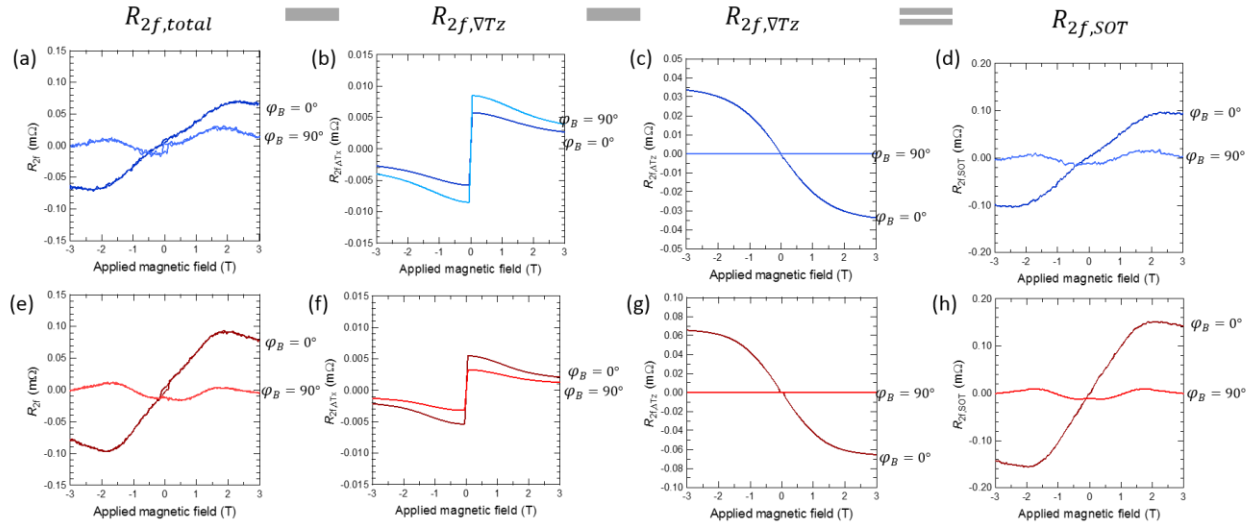 R2f,total R2f,∇Tz R2f,∇Tz R2f,SOT
(a)
0.15
0.10
0.05
0.00
-0.05
-0.10
-0.15
R2f (mΩ)
φB = 0°
φB = 90°
-3 -2 -1 0 1 2 3
Applied magnetic field (T)
(b)
0.015
0.010
0.005
0.000
-0.005
-0.010
-0.015
R2f,ΔTx (mΩ)
φB = 90°
φB = 0°
-3 -2 -1 0 1 2 3
Applied magnetic field (T)
(c)
0.05
0.04
0.03
0.02
0.01
0.00
-0.01
-0.02
-0.03
-0.04
-0.05
R2f,ΔTz (mΩ)
φB = 90°
φB = 0°
-3 -2 -1 0 1 2 3
Applied magnetic field (T)
(d)
0.20
0.10
0.00
-0.10
-0.20
R2f,SOT (mΩ)
φB = 0°
φB = 90°
-3 -2 -1 0 1 2 3
Applied magnetic field (T)
(e)
0.15
0.10
0.05
0.00
-0.05
-0.10
-0.15
R2f (mΩ)
φB = 0°
φB = 90°
-3 -2 -1 0 1 2 3
Applied magnetic field (T)
(f)
0.015
0.010
0.005
0.000
-0.005
-0.010
-0.015
R2f,ΔTx (mΩ)
φB = 0°
φB = 90°
-3 -2 -1 0 1 2 3
Applied magnetic field (T)
(g)
0.10
0.08
0.06
0.04
0.02
0.00
-0.02
-0.04
-0.06
-0.08
-0.10
R2f,ΔTz (mΩ)
φB = 90°
φB = 0°
-3 -2 -1 0 1 2 3
Applied magnetic field (T)
(h)
0.20
0.10
0.00
-0.10
-0.20
R2f,SOT (mΩ)
φB = 0°
φB = 90°
-3 -2 -1 0 1 2 3
Applied magnetic field (T)